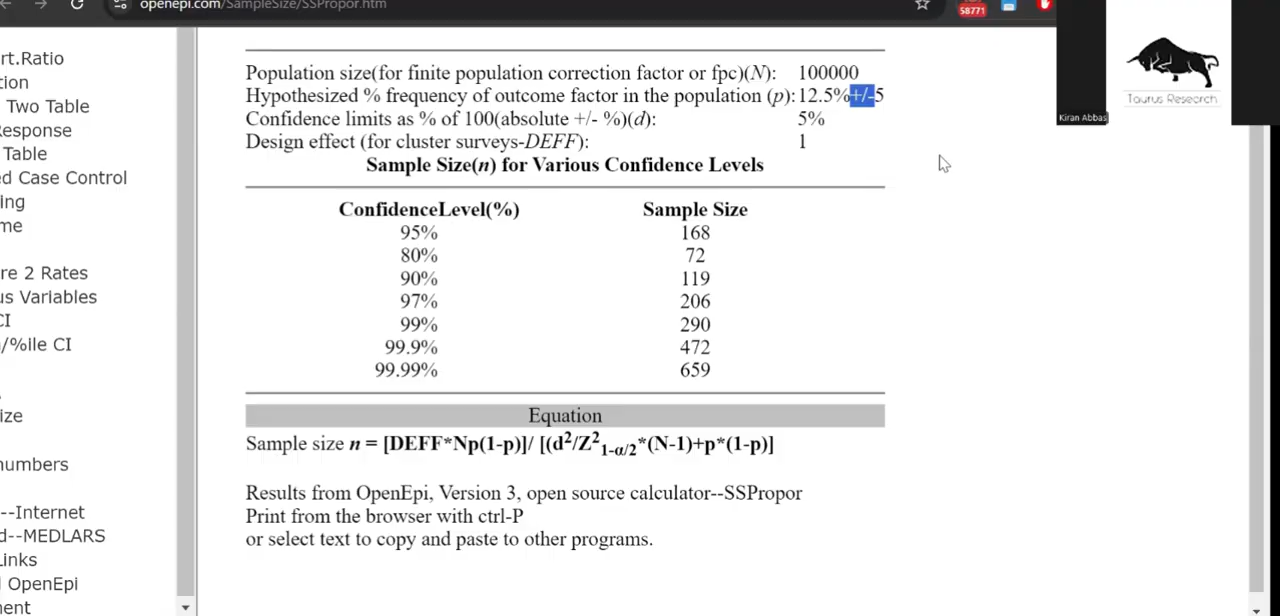 openepi.com/SampleSize/SSPropor.htm
58771
Taurus Research
Kiran Abbas
rt.Ratio
tion
Two Table
Response
Table
ed Case Control
ing
me
re 2 Rates
us Variables
CI
/%ile CI
ize
numbers
--Internet
d--MEDLARS
Links
OpenEpi
ment
Population size(for finite population correction factor or fpc)(N): 100000
Hypothesized % frequency of outcome factor in the population (p): 12.5%+/-5
Confidence limits as % of 100(absolute +/- %)(d): 5%
Design effect (for cluster surveys-DEFF): 1
Sample Size(n) for Various Confidence Levels
ConfidenceLevel(%) Sample Size
95% 168
80% 72
90% 119
97% 206
99% 290
99.9% 472
99.99% 659
Equation
Sample size n = [DEFF*Np(1-p)]/ [(d²/Z²₁₋α/₂*(N-1)+p*(1-p)]
Results from OpenEpi, Version 3, open source calculator--SSPropor
Print from the browser with ctrl-P
or select text to copy and paste to other programs.